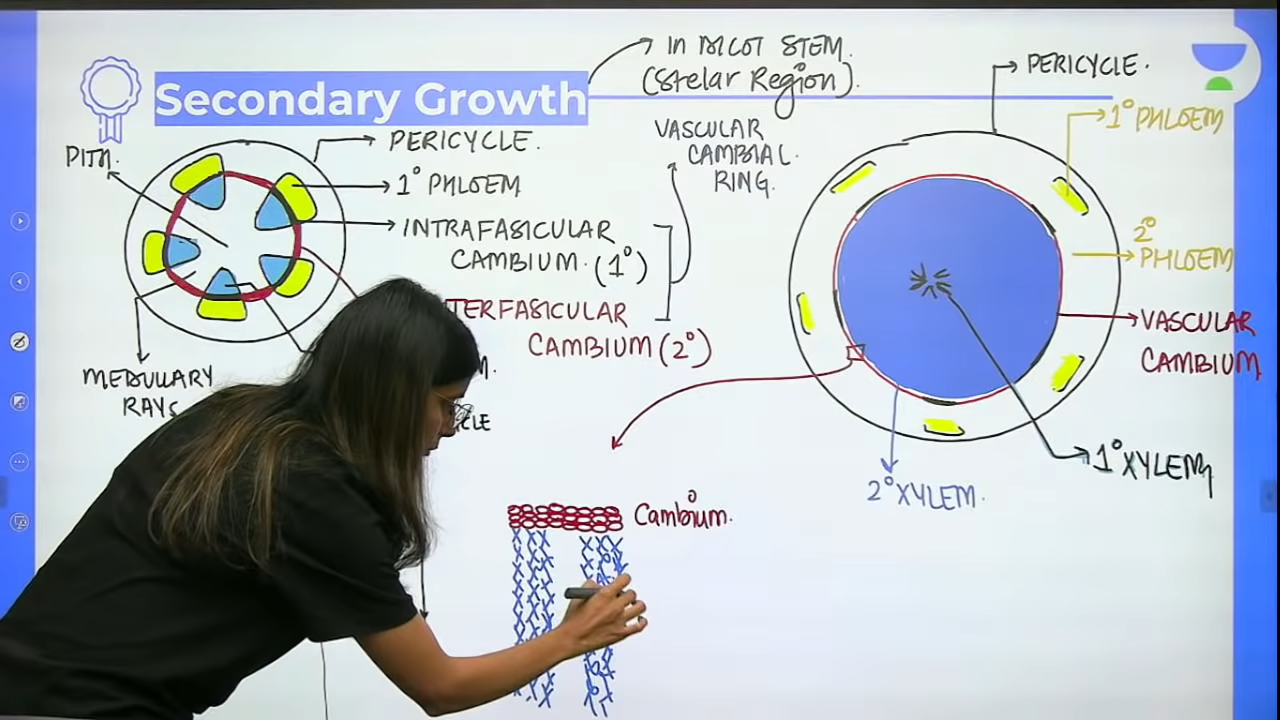 Secondary Growth
In DICOT STEM.
(Stelar Region).
PITH.
PERICYCLE.
1° PHLOEM
INTRAFASICULAR
CAMBIUM. (1°)
TERFASICULAR
CAMBIUM (2°)
VASCULAR
CAMBIAL.
RING.
MEDULLARY
RAYS
M.
CLE
PERICYCLE.
1° PHLOEM
2°
PHLOEM
VASCULAR
CAMBIUM
1° XYLEM
2° XYLEM.
Cambium.